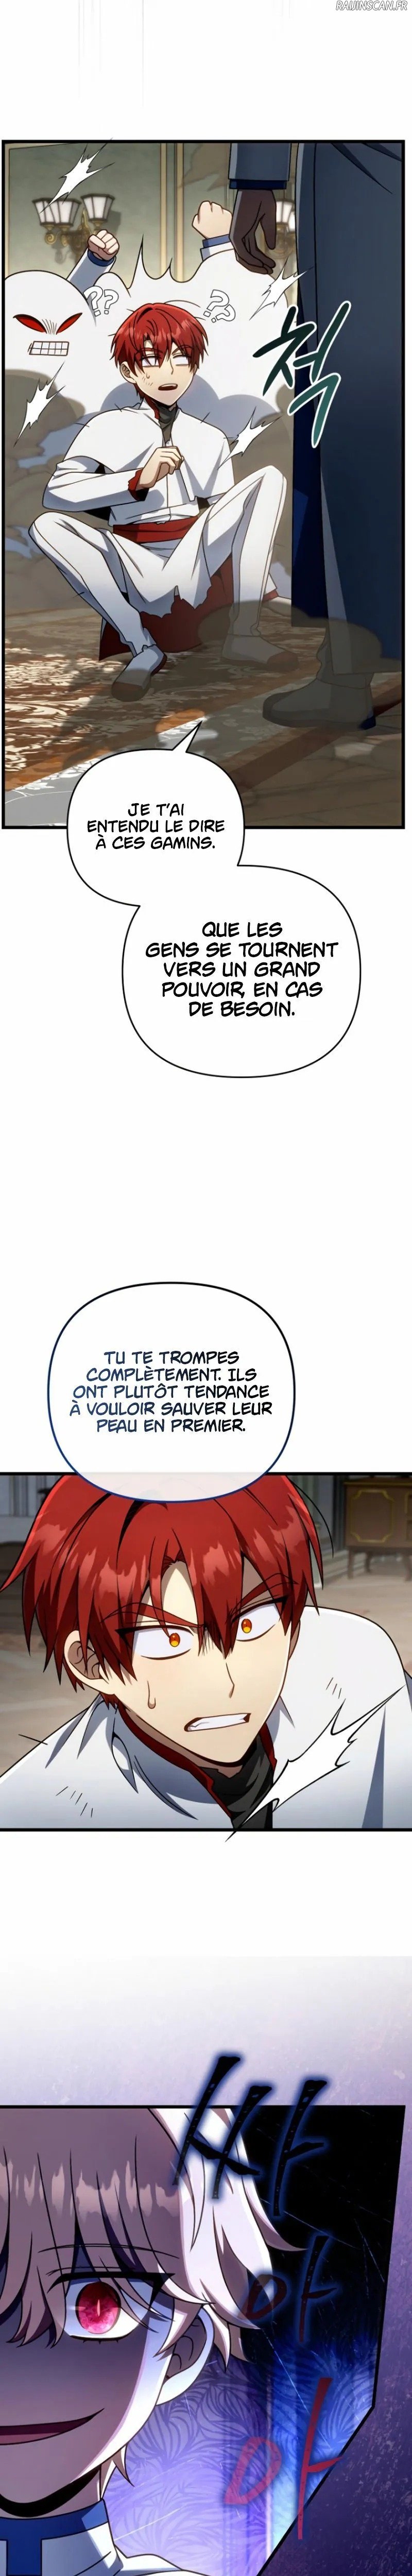 RAIJINSCAN.FR
??
??
척
JE T'AI
ENTENDU LE DIRE
À CES GAMINS.
QUE LES
GENS SE TOURNENT
VERS UN GRAND
POUVOIR, EN CAS
DE BESOIN.
TU TE TROMPES
COMPLÈTEMENT. ILS
ONT PLUTÔT TENDANCE
À VOULOIR SAUVER LEUR
PEAU EN PREMIER.